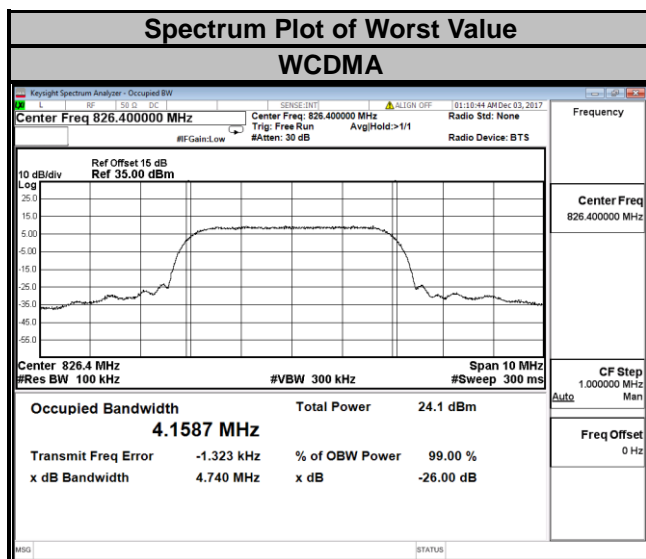 Spectrum Plot of Worst Value
WCDMA
Keysight Spectrum Analyzer - Occupied BW
L RF 50 Ω DC SENSE:INT ALIGN OFF 01:10:44 AM Dec 03, 2017
Center Freq 826.400000 MHz
Center Freq: 826.400000 MHz
Radio Std: None
Trig: Free Run Avg|Hold:>1/1
#IFGain:Low
#Atten: 30 dB
Radio Device: BTS
Frequency
Ref Offset 15 dB
10 dB/div Ref 35.00 dBm
Log
25.0
15.0
5.00
-5.00
-15.0
-25.0
-35.0
-45.0
-55.0
Center Freq
826.400000 MHz
Center 826.4 MHz Span 10 MHz
#Res BW 100 kHz #VBW 300 kHz #Sweep 300 ms
CF Step
1.000000 MHz
Auto Man
Occupied Bandwidth Total Power 24.1 dBm
4.1587 MHz
Transmit Freq Error -1.323 kHz % of OBW Power 99.00 %
x dB Bandwidth 4.740 MHz x dB -26.00 dB
Freq Offset
0 Hz
MSG STATUS